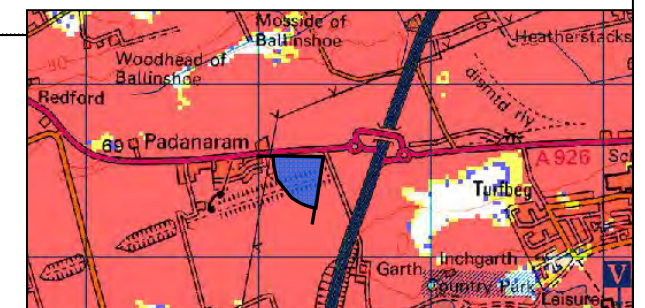 Mosside of
Ballinshoe
Heatherstacks
Woodhead of
Ballinshoe
Redford
dismtd rly
69
Padanaram
A 926
Turfbeg
Garth
Inchgarth
Country Park
V
Leisure